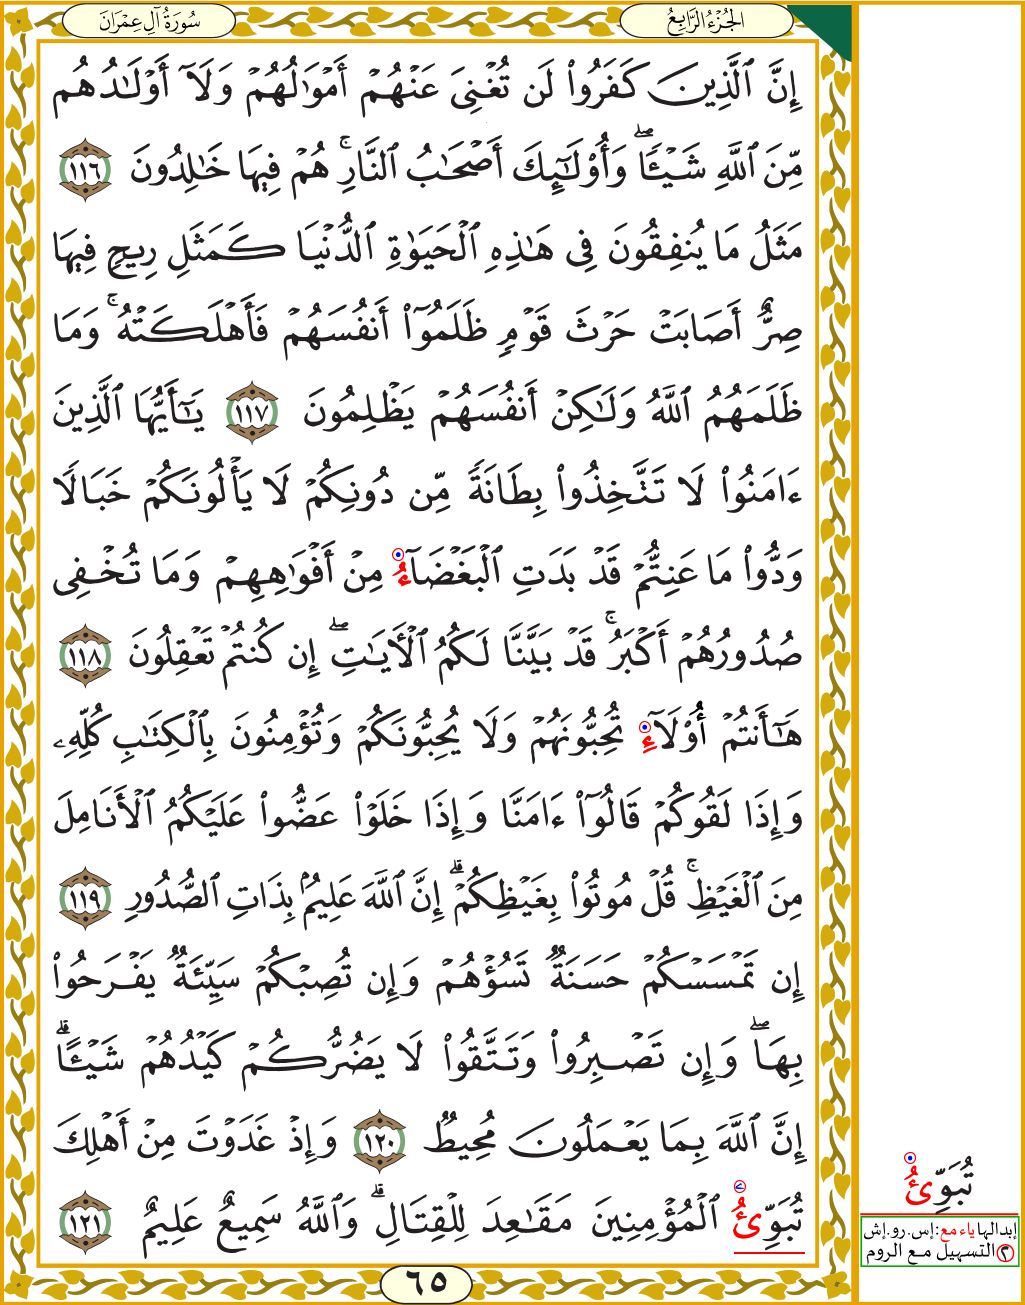 الجُزْءُ الرَّابِعُ
سُورَةُ آلِ عِمْرَانَ
إِنَّ ٱلَّذِينَ كَفَرُوا۟ لَن تُغْنِىَ عَنْهُمْ أَمْوَٰلُهُمْ وَلَآ أَوْلَـٰدُهُم
مِّنَ ٱللَّهِ شَيْـًٔا ۖ وَأُو۟لَـٰٓئِكَ أَصْحَـٰبُ ٱلنَّارِ ۚ هُمْ فِيهَا خَـٰلِدُونَ ١١٦
مَثَلُ مَا يُنفِقُونَ فِى هَـٰذِهِ ٱلْحَيَوٰةِ ٱلدُّنْيَا كَمَثَلِ رِيحٍ فِيهَا
صِرٌّ أَصَابَتْ حَرْثَ قَوْمٍ ظَلَمُوٓا۟ أَنفُسَهُمْ فَأَهْلَكَتْهُ ۚ وَمَا
ظَلَمَهُمُ ٱللَّهُ وَلَـٰكِنْ أَنفُسَهُمْ يَظْلِمُونَ ١١٧ يَـٰٓأَيُّهَا ٱلَّذِينَ
ءَامَنُوا۟ لَا تَتَّخِذُوا۟ بِطَانَةً مِّن دُونِكُمْ لَا يَأْلُونَكُمْ خَبَالًا
وَدُّوا۟ مَا عَنِتُّمْ قَدْ بَدَتِ ٱلْبَغْضَآءُ مِنْ أَفْوَٰهِهِمْ وَمَا تُخْفِى
صُدُورُهُمْ أَكْبَرُ ۚ قَدْ بَيَّنَّا لَكُمُ ٱلْـَٔايَـٰتِ ۖ إِن كُنتُمْ تَعْقِلُونَ ١١٨
هَـٰٓأَنتُمْ أُو۟لَآءِ تُحِبُّونَهُمْ وَلَا يُحِبُّونَكُمْ وَتُؤْمِنُونَ بِٱلْكِتَـٰبِ كُلِّهِۦ
وَإِذَا لَقُوكُمْ قَالُوٓا۟ ءَامَنَّا وَإِذَا خَلَوْا۟ عَضُّوا۟ عَلَيْكُمُ ٱلْأَنَامِلَ
مِنَ ٱلْغَيْظِ ۚ قُلْ مُوتُوا۟ بِغَيْظِكُمْ ۗ إِنَّ ٱللَّهَ عَلِيمٌۢ بِذَاتِ ٱلصُّدُورِ ١١٩
إِن تَمْسَسْكُمْ حَسَنَةٌ تَسُؤْهُمْ وَإِن تُصِبْكُمْ سَيِّئَةٌ يَفْرَحُوا۟
بِهَا ۖ وَإِن تَصْبِرُوا۟ وَتَتَّقُوا۟ لَا يَضُرُّكُمْ كَيْدُهُمْ شَيْـًٔا ۗ
إِنَّ ٱللَّهَ بِمَا يَعْمَلُونَ مُحِيطٌ ١٢٠ وَإِذْ غَدَوْتَ مِنْ أَهْلِكَ
تُبَوِّئُ ٱلْمُؤْمِنِينَ مَقَـٰعِدَ لِلْقِتَالِ ۗ وَٱللَّهُ سَمِيعٌ عَلِيمٌ ١٢١
تُبَوِّئُ
إبدالها ياء مع: إس. رو. إش
٢ التسهيل مع الروم
٦٥